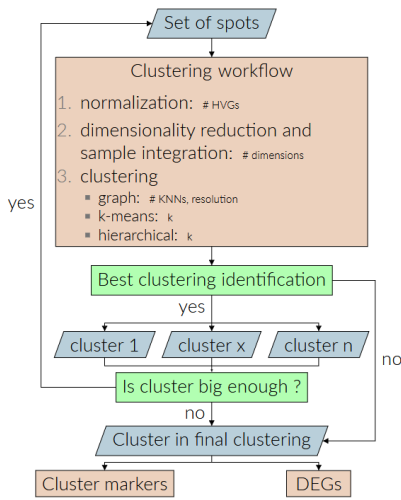 Set of spots
Clustering workflow
1. normalization: # HVGs
2. dimensionality reduction and
sample integration: # dimensions
3. clustering
▪ graph: # KNNs, resolution
▪ k-means: k
▪ hierarchical: k
yes
Best clustering identification
yes
cluster 1 cluster x cluster n
no
Is cluster big enough ?
no
Cluster in final clustering
Cluster markers DEGs